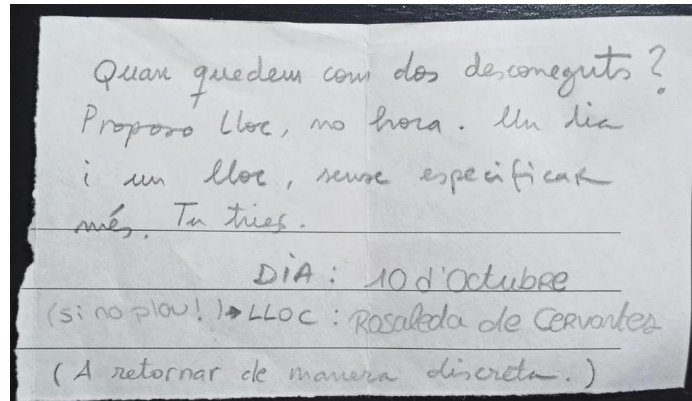 Quan quedem com dos desconeguts?
Proposo Lloc, no hora. Un dia
i un lloc, sense especificar
més. Tu tries.
DIA: 10 d'Octubre
(si no plou!)→ LLOC: Rosaleda de Cervantes
(A retornar de manera discreta.)